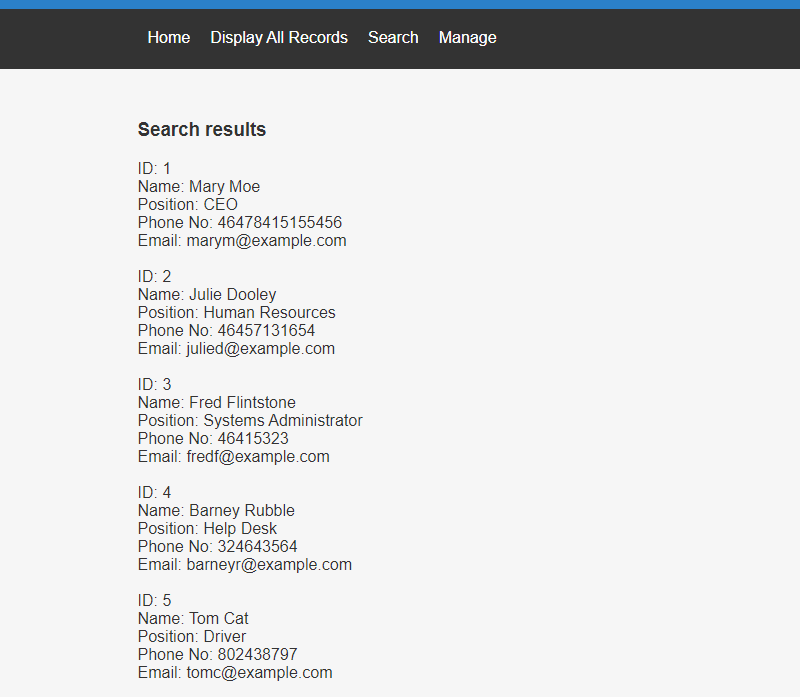 Home Display All Records Search Manage
Search results
ID: 1
Name: Mary Moe
Position: CEO
Phone No: 46478415155456
Email: marym@example.com
ID: 2
Name: Julie Dooley
Position: Human Resources
Phone No: 46457131654
Email: julied@example.com
ID: 3
Name: Fred Flintstone
Position: Systems Administrator
Phone No: 46415323
Email: fredf@example.com
ID: 4
Name: Barney Rubble
Position: Help Desk
Phone No: 324643564
Email: barneyr@example.com
ID: 5
Name: Tom Cat
Position: Driver
Phone No: 802438797
Email: tomc@example.com